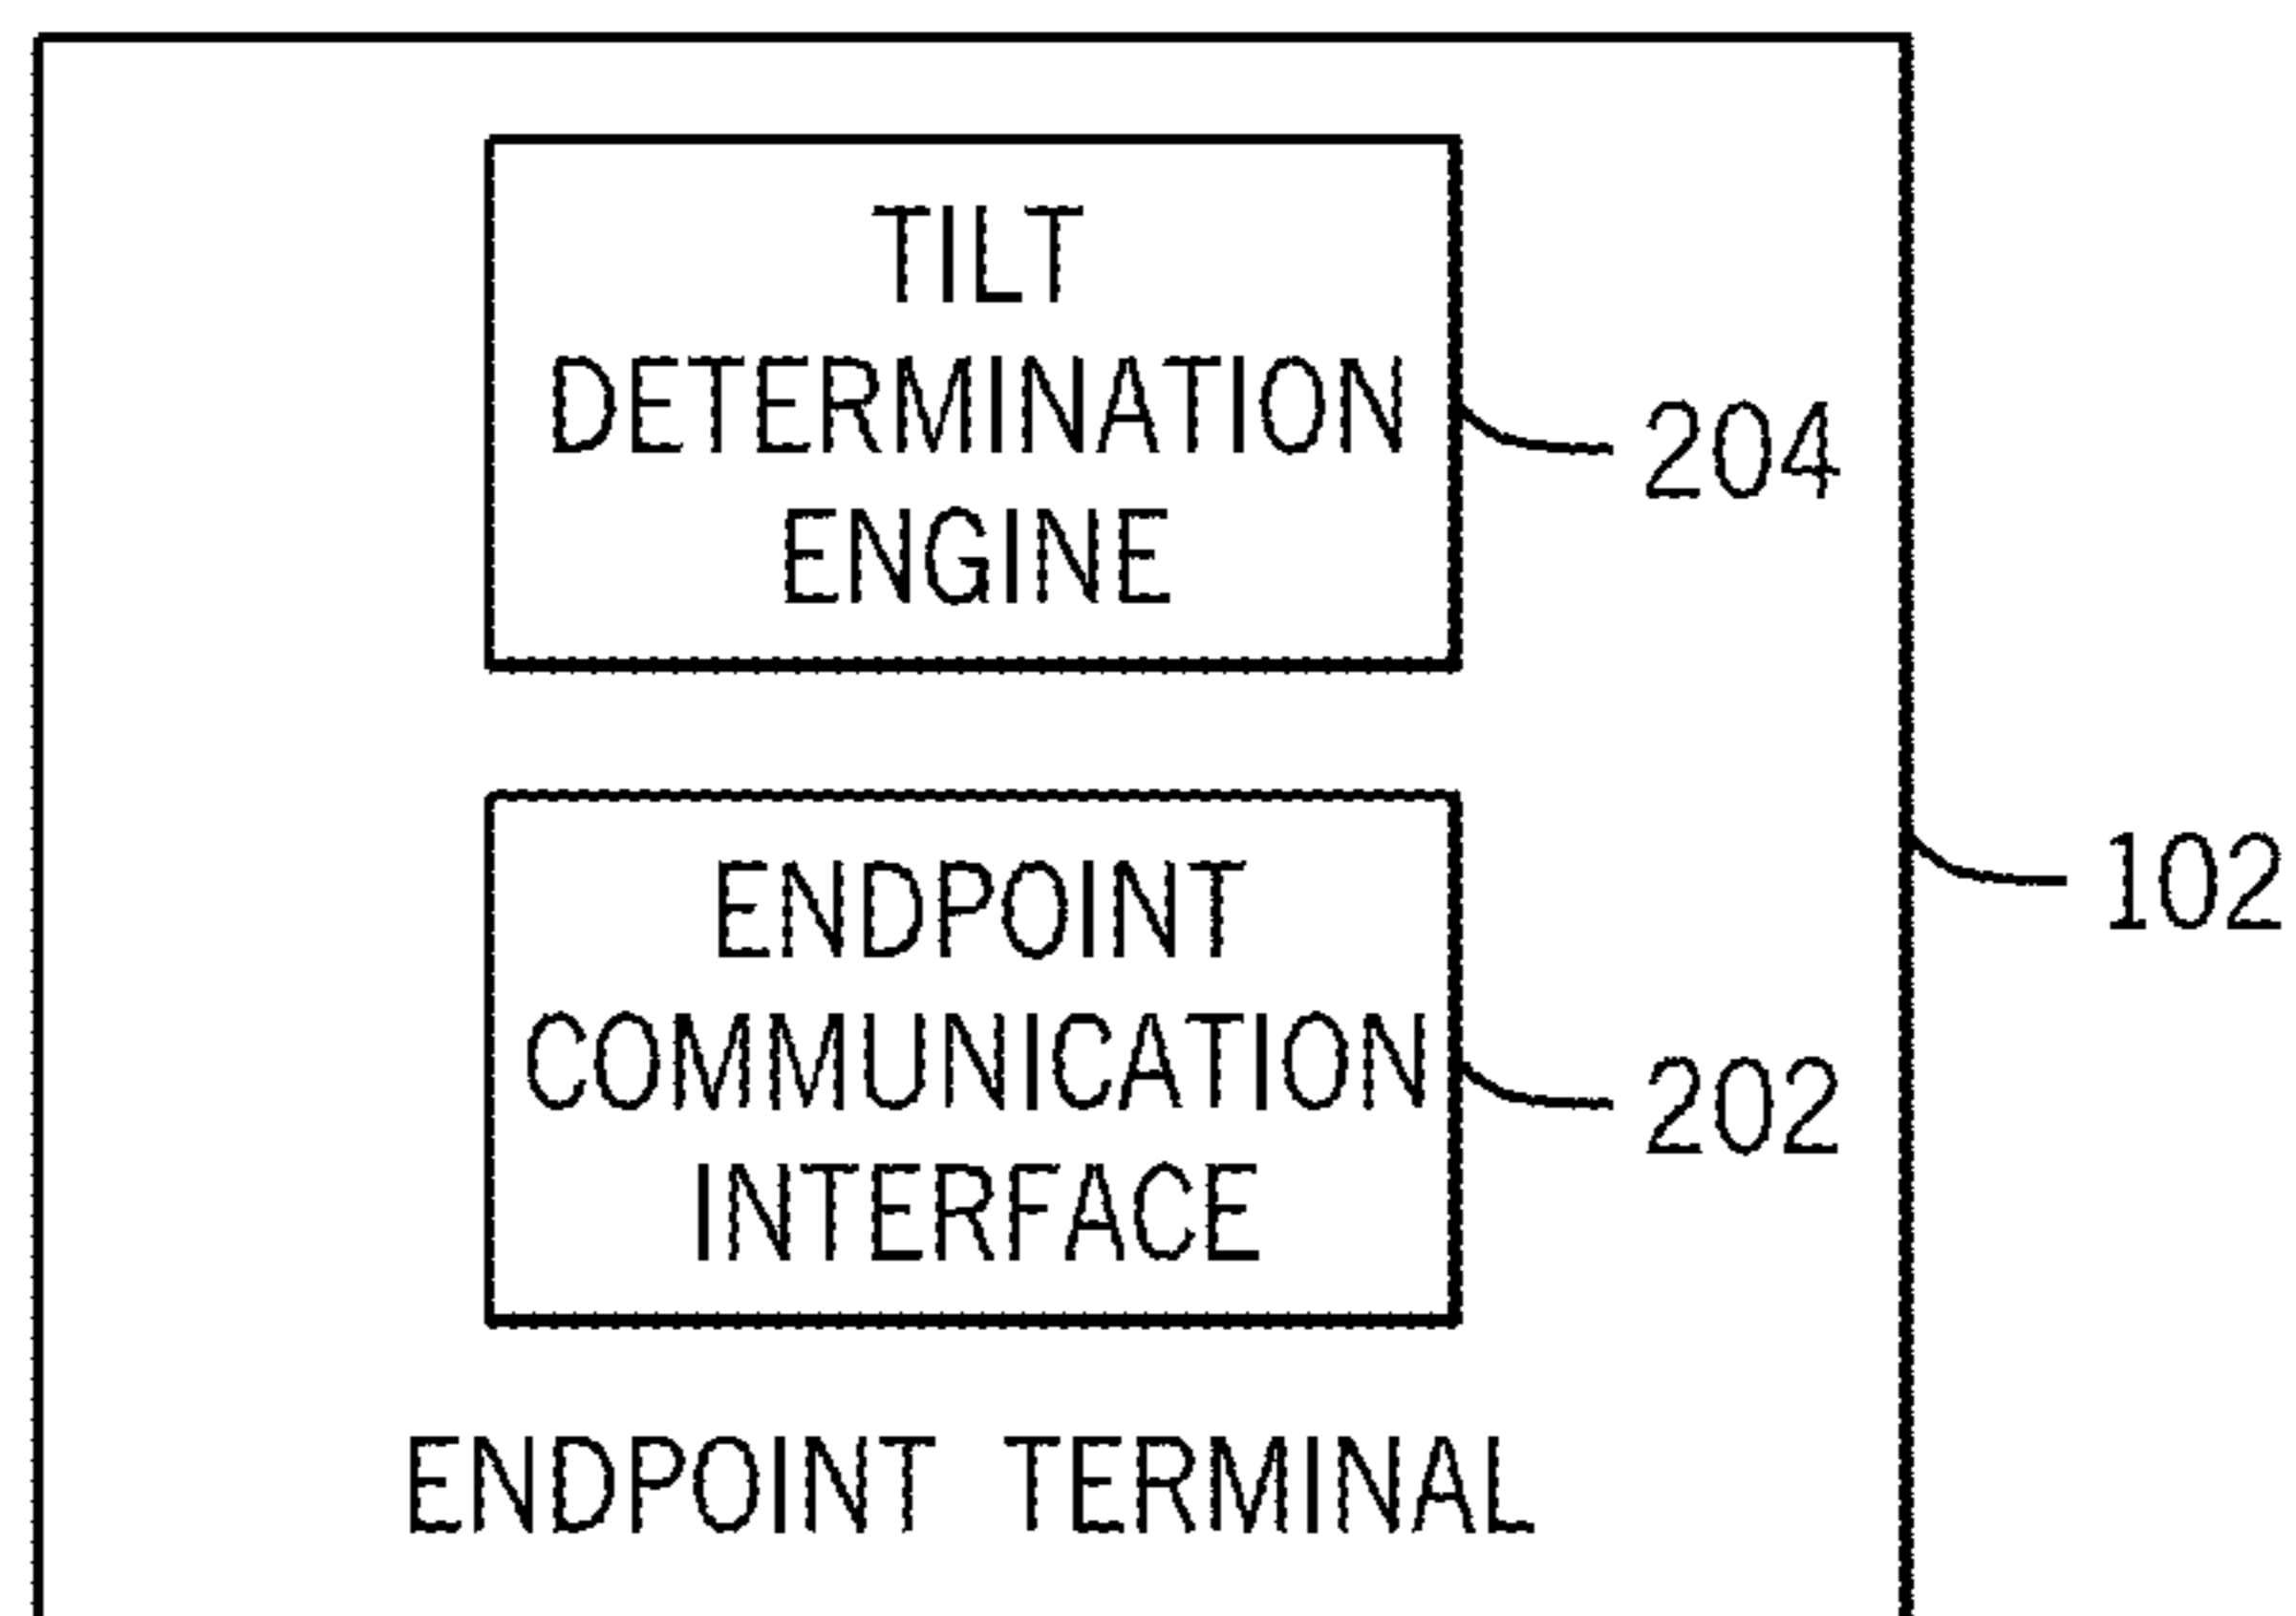 TILT
DETERMINATION
ENGINE
204
ENDPOINT
COMMUNICATION
INTERFACE
102
202
ENDPOINT TERMINAL